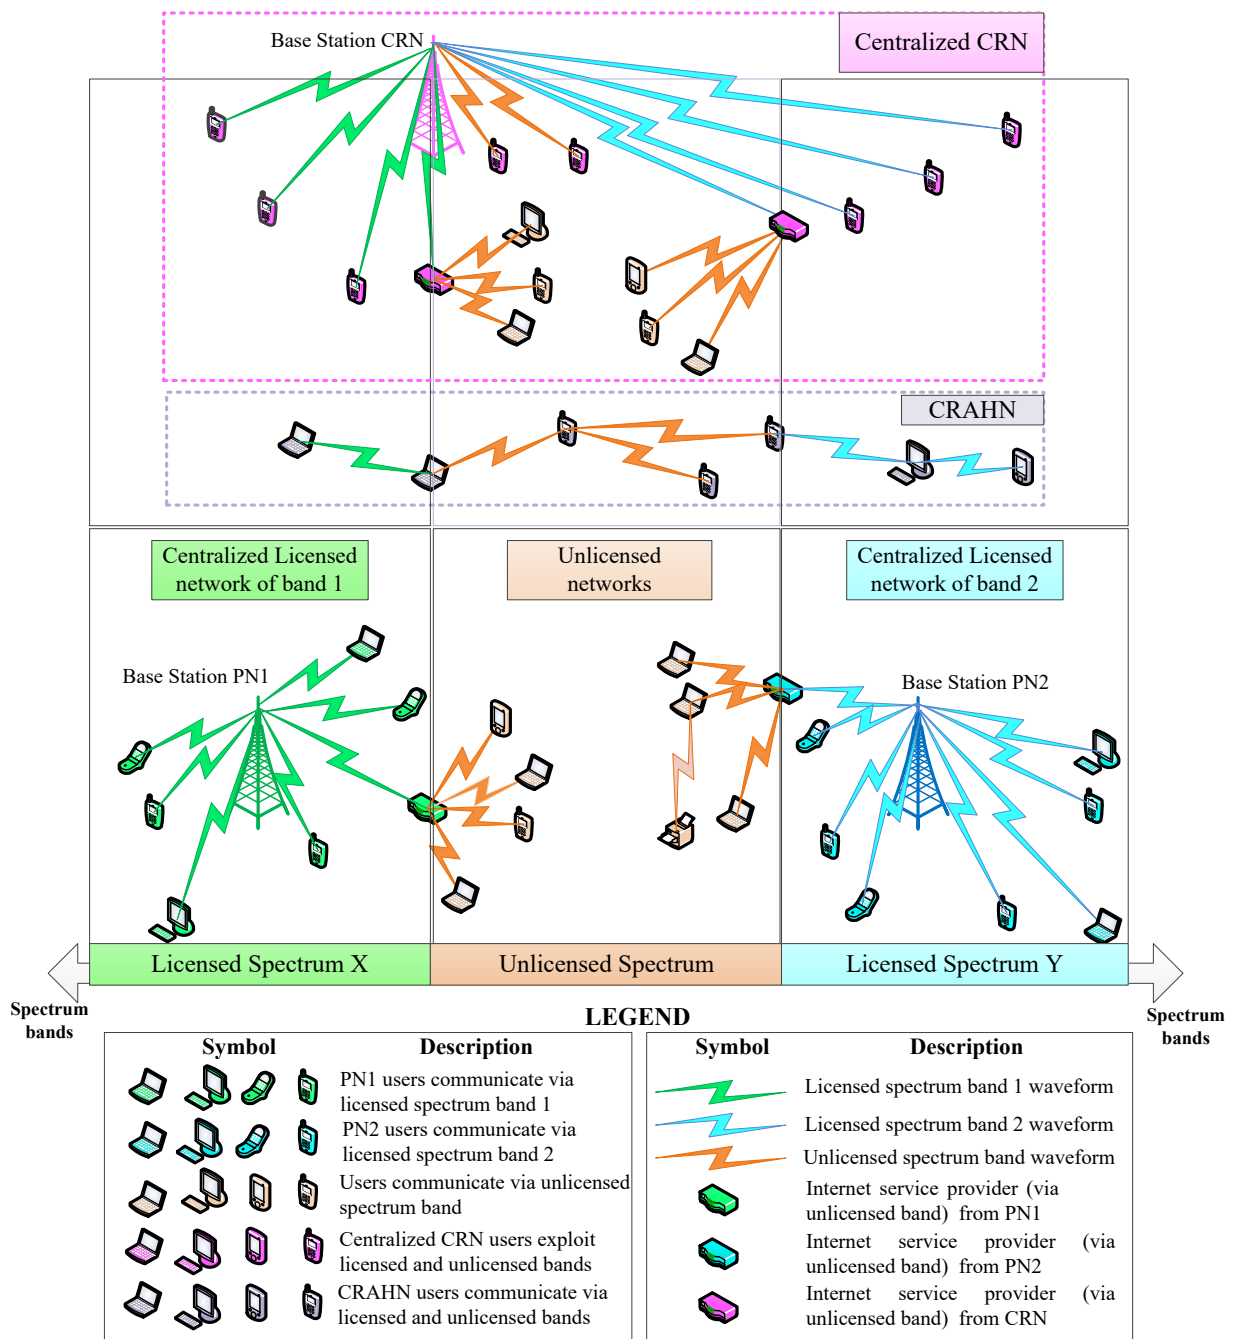 Base Station CRN
Centralized CRN
CRAHN
Centralized Licensed
network of band 1
Unlicensed
networks
Centralized Licensed
network of band 2
Base Station PN1
Base Station PN2
Licensed Spectrum X
Unlicensed Spectrum
Licensed Spectrum Y
Spectrum
bands
Spectrum
bands
LEGEND
Symbol
Description
PN1 users communicate via
licensed spectrum band 1
PN2 users communicate via
licensed spectrum band 2
Users communicate via unlicensed
spectrum band
Centralized CRN users exploit
licensed and unlicensed bands
CRAHN users communicate via
licensed and unlicensed bands
Symbol
Description
Licensed spectrum band 1 waveform
Licensed spectrum band 2 waveform
Unlicensed spectrum band waveform
Internet service provider (via
unlicensed band) from PN1
Internet service provider (via
unlicensed band) from PN2
Internet service provider (via
unlicensed band) from CRN